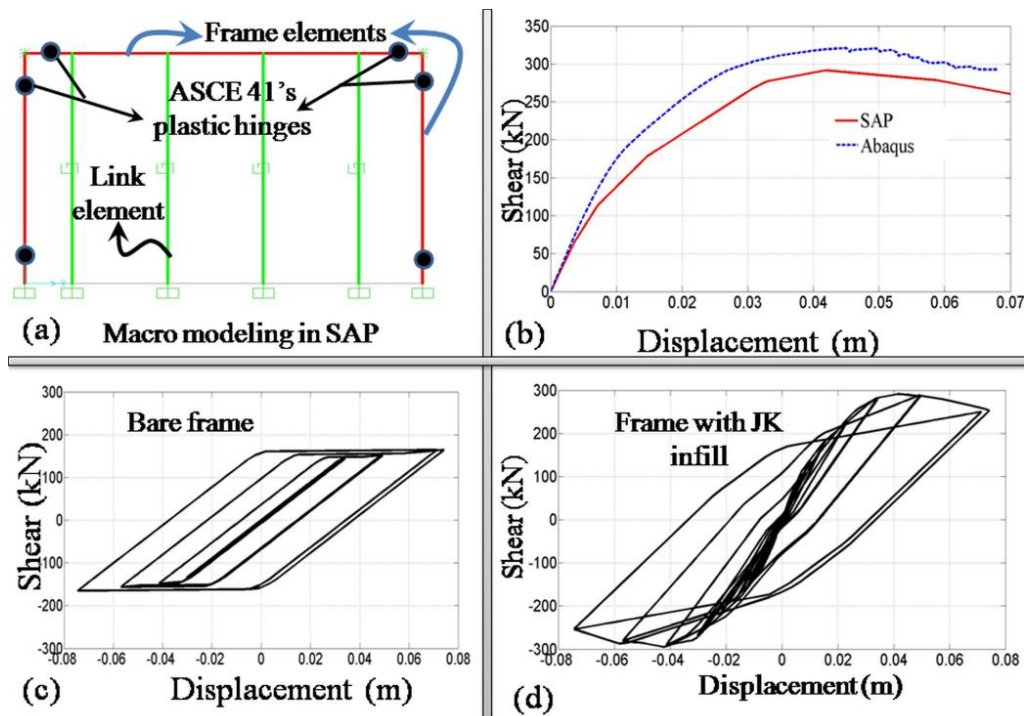 Frame elements
ASCE 41's
plastic hinges
Link
element
(a)
Macro modeling in SAP
350
300
250
200
150
100
50
0
Shear (kN)
SAP
Abaqus
0 0.01 0.02 0.03 0.04 0.05 0.06 0.07
(b)
Displacement (m)
300
200
100
0
-100
-200
-300
Shear (kN)
Bare frame
-0.08 -0.06 -0.04 -0.02 0 0.02 0.04 0.06 0.08
(c)
Displacement (m)
300
200
100
0
-100
-200
-300
Shear (kN)
Frame with JK
infill
-0.08 -0.06 -0.04 -0.02 0 0.02 0.04 0.06 0.08
(d)
Displacement (m)